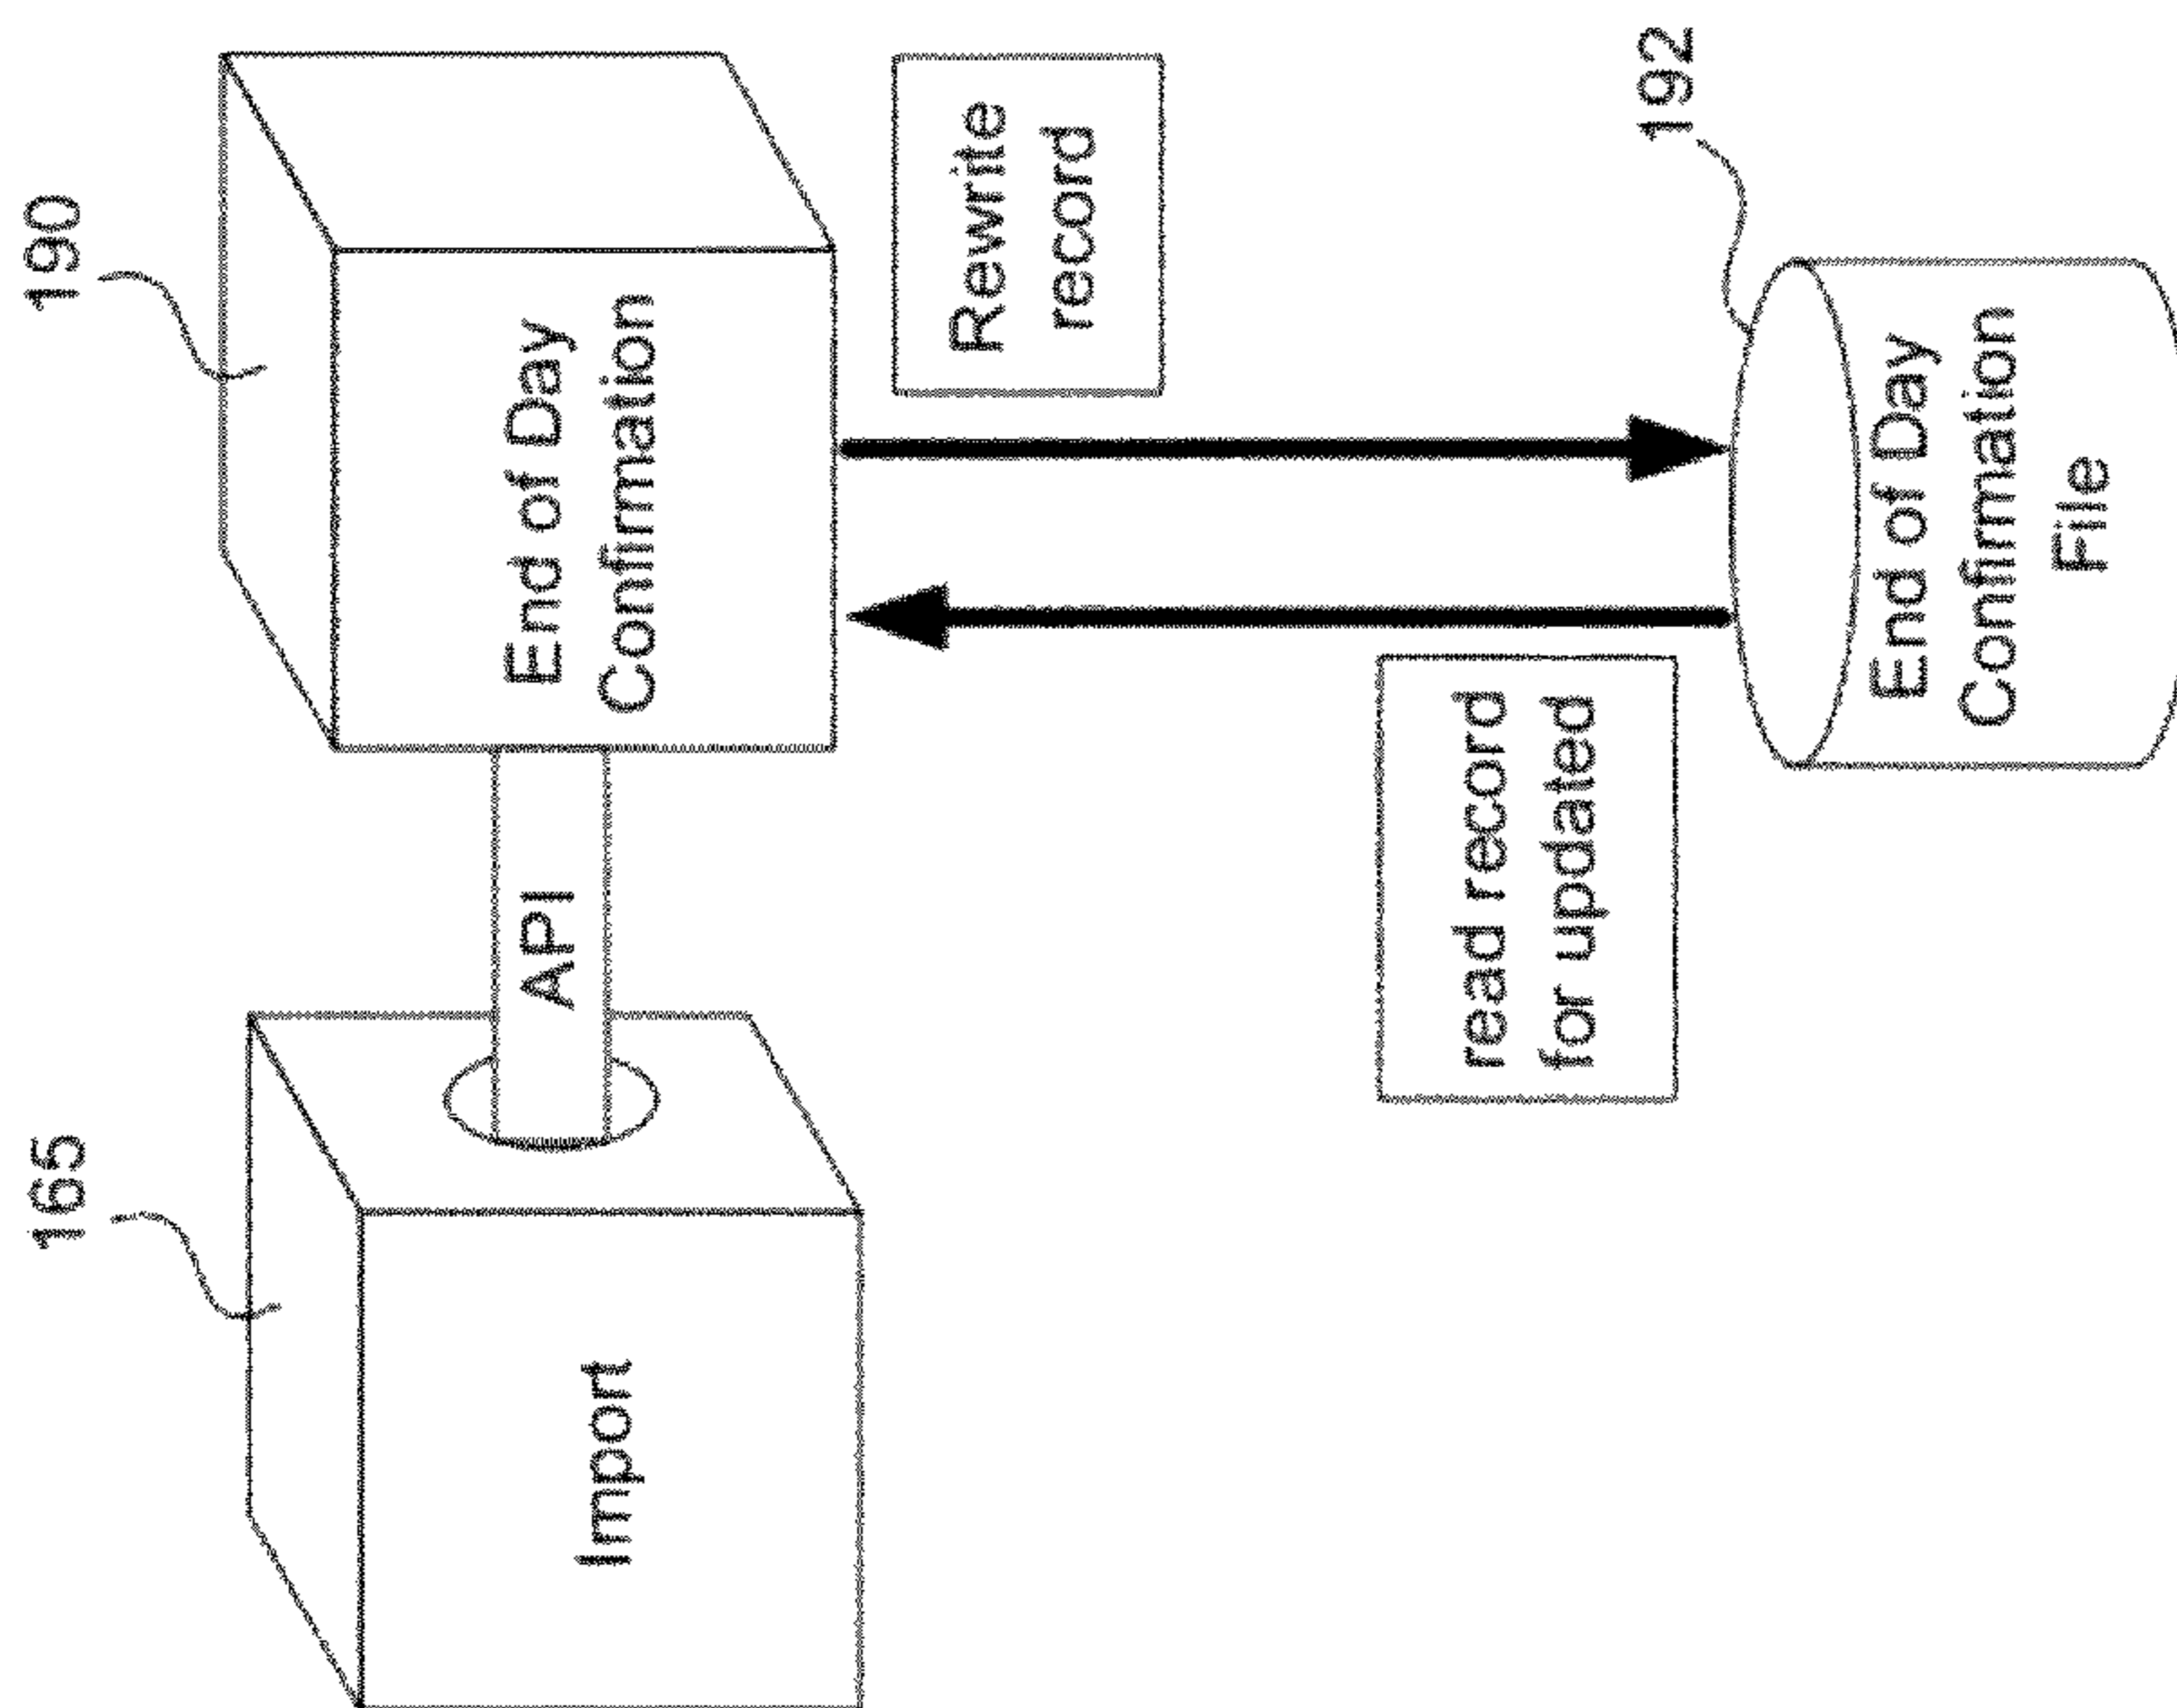 165
190
Import
API
End of Day
Confirmation
Rewrite
record
read record
for updated
192
End of Day
Confirmation
File